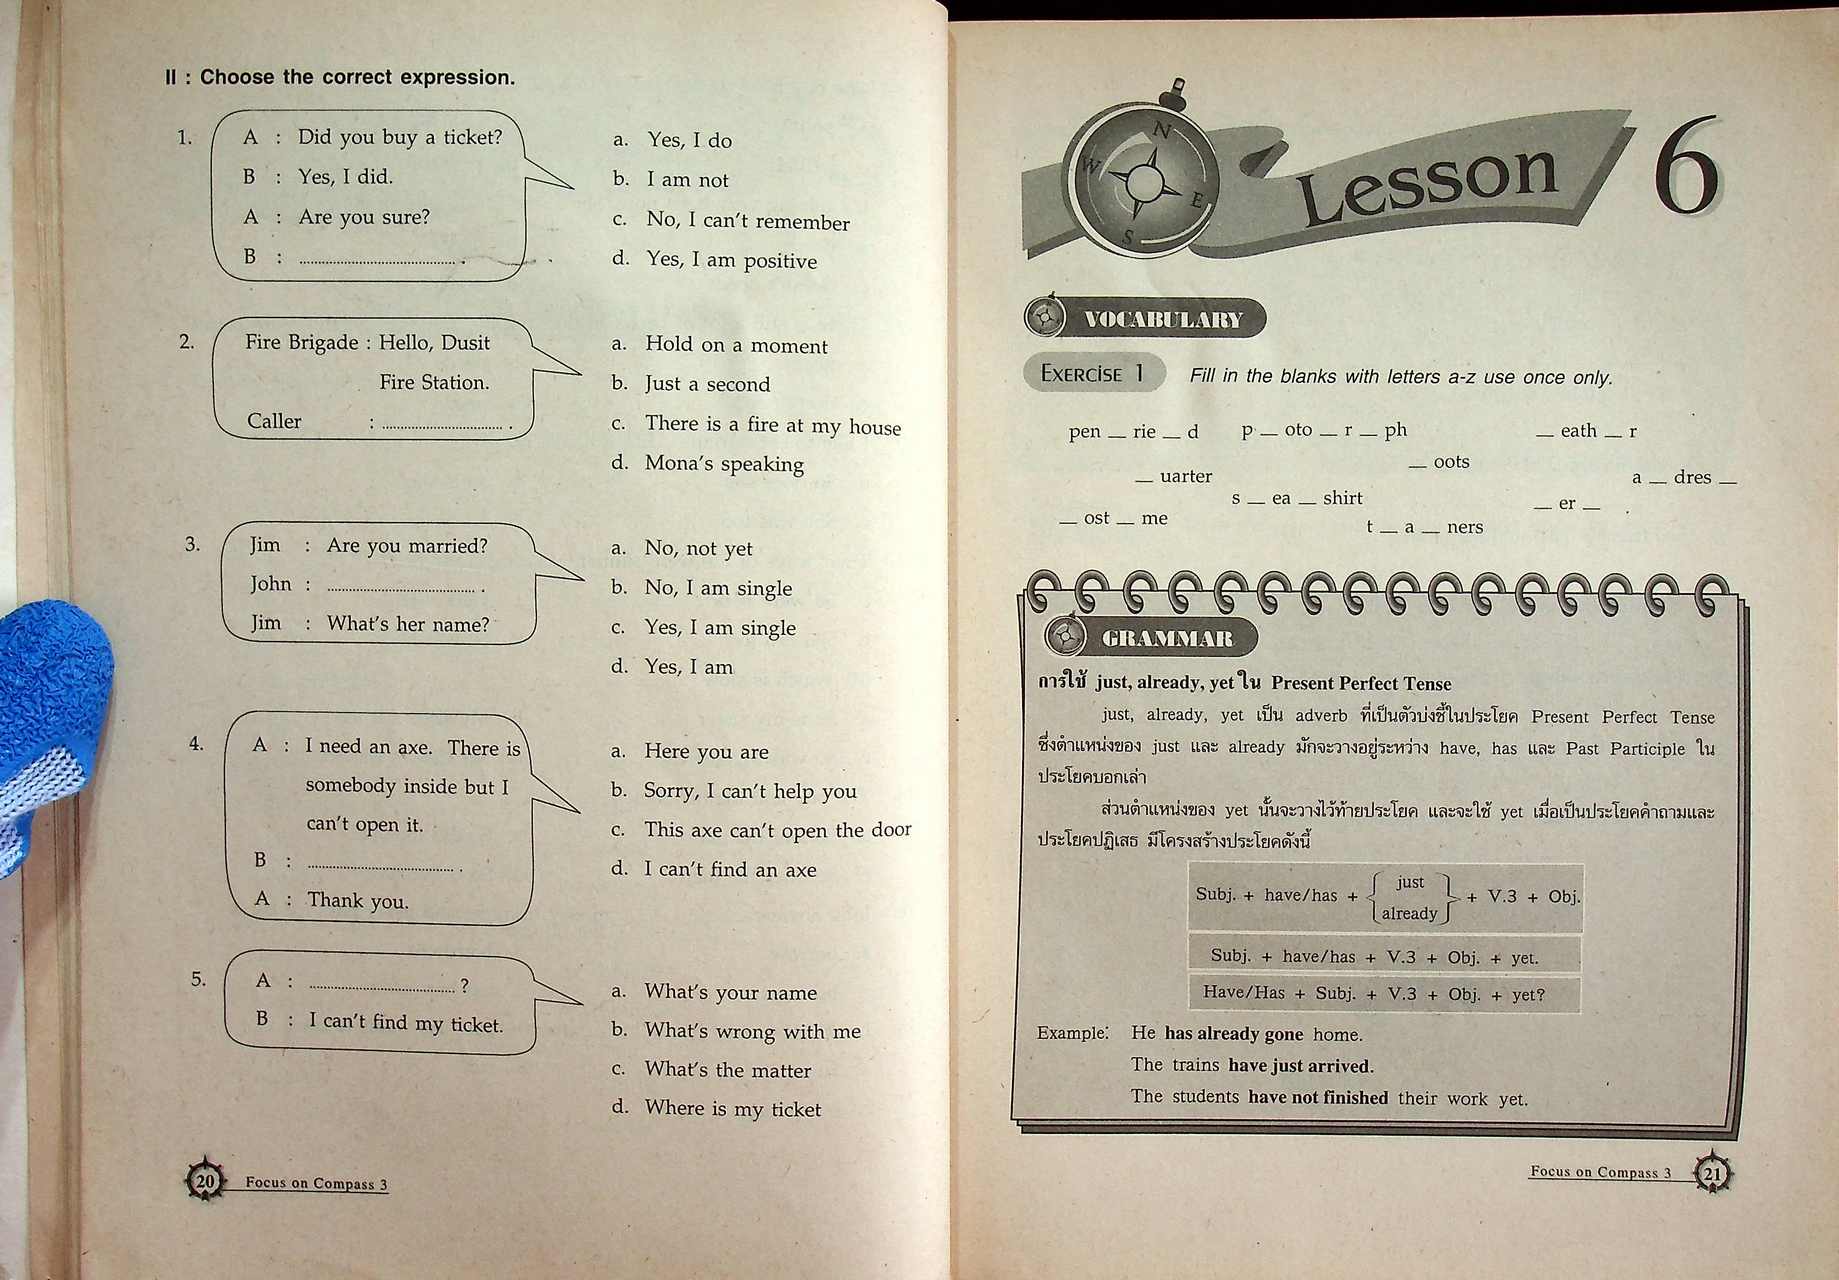 II : Choose the correct expression.
1.
A : Did you buy a ticket?
B : Yes, I did.
A : Are you sure?
B : .......................................... .
a. Yes, I do
b. I am not
c. No, I can't remember
d. Yes, I am positive
2.
Fire Brigade : Hello, Dusit
Fire Station.
Caller : ................................ .
a. Hold on a moment
b. Just a second
c. There is a fire at my house
d. Mona's speaking
3.
Jim : Are you married?
John : ........................................ .
Jim : What's her name?
a. No, not yet
b. No, I am single
c. Yes, I am single
d. Yes, I am
4.
A : I need an axe. There is
somebody inside but I
can't open it.
B : ........................................ .
A : Thank you.
a. Here you are
b. Sorry, I can't help you
c. This axe can't open the door
d. I can't find an axe
5.
A : ........................................ ?
B : I can't find my ticket.
a. What's your name
b. What's wrong with me
c. What's the matter
d. Where is my ticket
20 Focus on Compass 3
N
W
E
S
Lesson 6
VOCABULARY
EXERCISE 1 Fill in the blanks with letters a-z use once only.
pen _ rie _ d p _ oto _ r _ ph _ eath _ r
_ oots
_ uarter a _ dres _
s _ ea _ shirt _ er _ .
_ ost _ me t _ a _ ners
GRAMMAR
การใช้ just, already, yet ใน Present Perfect Tense
just, already, yet เป็น adverb ที่เป็นตัวบ่งชี้ในประโยค Present Perfect Tense
ซึ่งตำแหน่งของ just และ already มักจะวางอยู่ระหว่าง have, has และ Past Participle ใน
ประโยคบอกเล่า
ส่วนตำแหน่งของ yet นั้นจะวางไว้ท้ายประโยค และจะใช้ yet เมื่อเป็นประโยคคำถามและ
ประโยคปฏิเสธ มีโครงสร้างประโยคดังนี้
Subj. + have/has + { just already } + V.3 + Obj.
Subj. + have/has + V.3 + Obj. + yet.
Have/Has + Subj. + V.3 + Obj. + yet?
Example: He has already gone home.
The trains have just arrived.
The students have not finished their work yet.
Focus on Compass 3 21